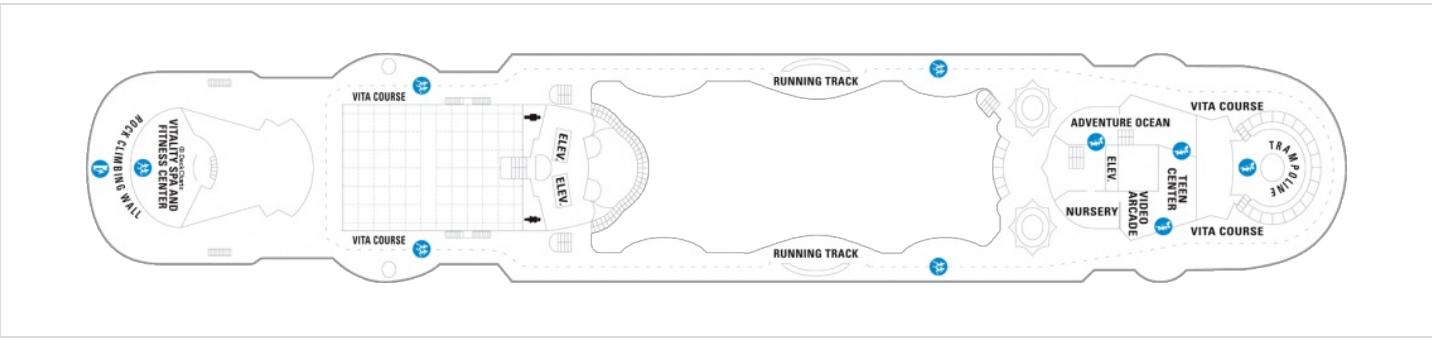 ROCK CLIMBING WALL
VITALITY SPA AND
FITNESS CENTER
VITA COURSE
VITA COURSE
ELEV.
ELEV.
RUNNING TRACK
RUNNING TRACK
ADVENTURE OCEAN
ELEV.
NURSERY
VIDEO
ARCADE
TEEN
CENTER
VITA COURSE
TRAMPOLINE
VITA COURSE